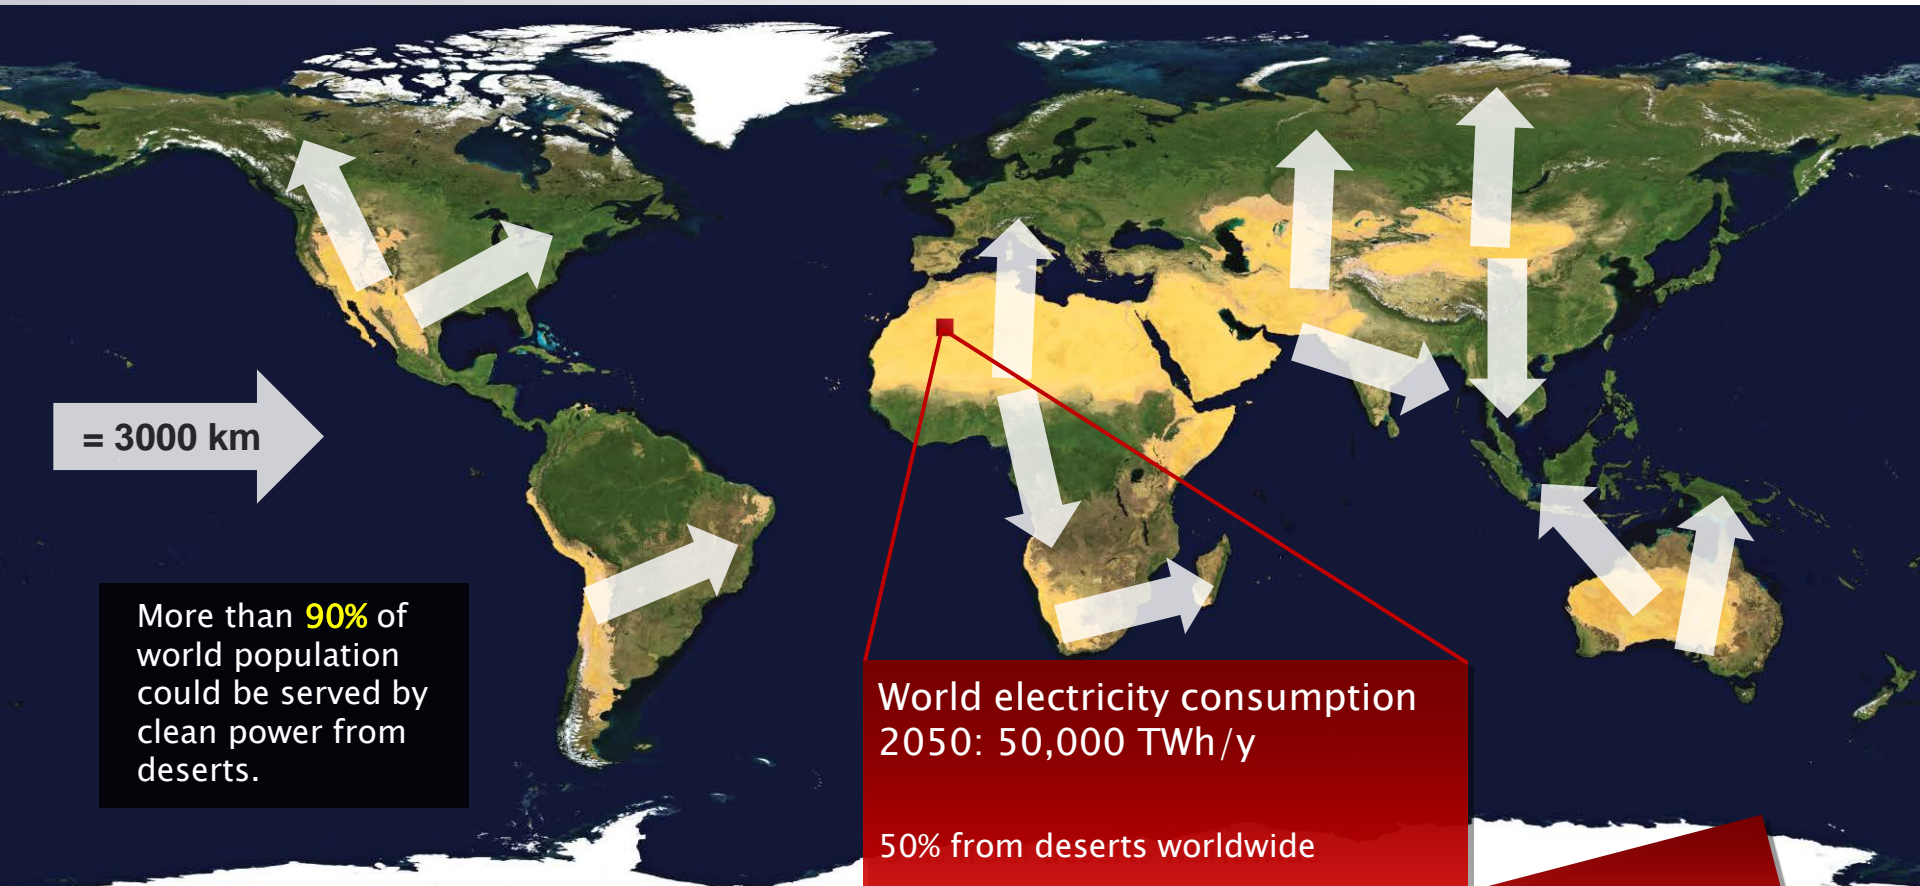 = 3000 km
More than 90% of
world population
could be served by
clean power from
deserts.
World electricity consumption
2050: 50,000 TWh/y
50% from deserts worldwide